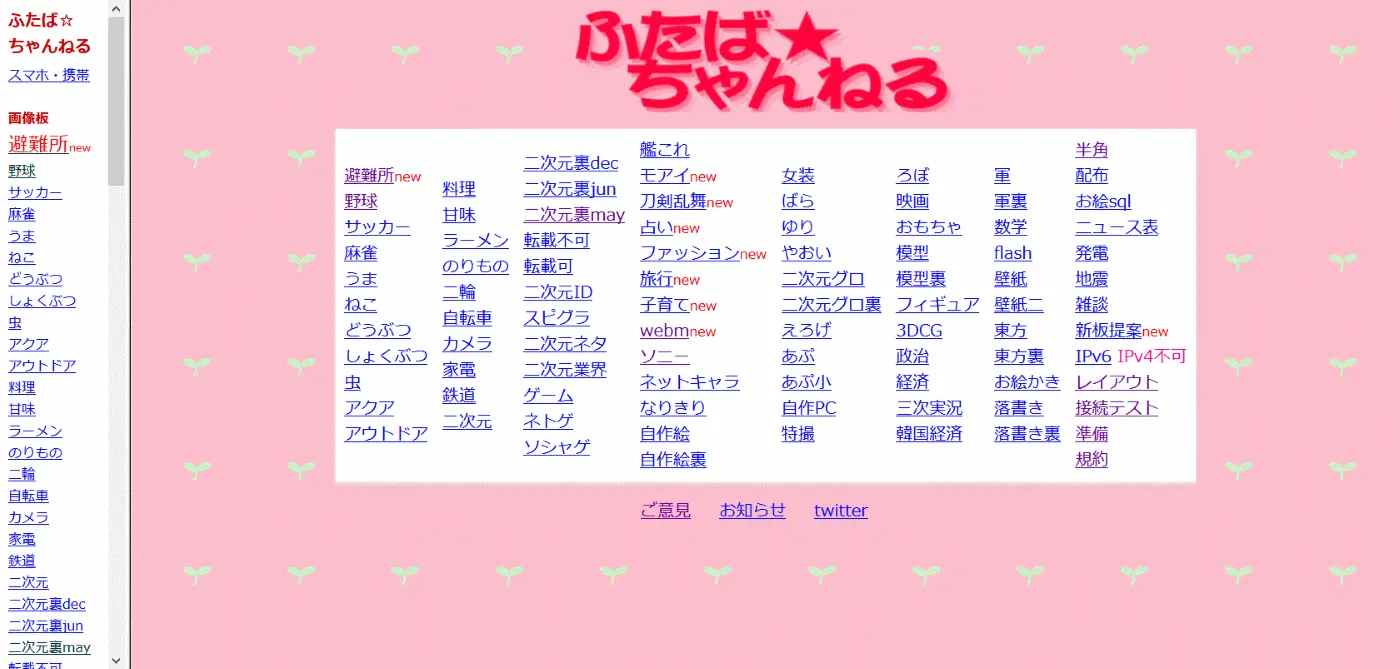 ふたば☆
ちゃんねる
スマホ・携帯
画像板
避難所new
野球
サッカー
麻雀
うま
ねこ
どうぶつ
しょくぶつ
虫
アクア
アウトドア
料理
甘味
ラーメン
のりもの
二輪
自転車
カメラ
家電
鉄道
二次元
二次元裏dec
二次元裏jun
二次元裏may
転載不可
ふたば★
ちゃんねる
避難所new
野球
サッカー
麻雀
うま
ねこ
どうぶつ
しょくぶつ
虫
アクア
アウトドア
料理
甘味
ラーメン
のりもの
二輪
自転車
カメラ
家電
鉄道
二次元
二次元裏dec
二次元裏jun
二次元裏may
転載不可
転載可
二次元ID
スピグラ
二次元ネタ
二次元業界
ゲーム
ネトゲ
ソシャゲ
艦これ
モアイnew
刀剣乱舞new
占いnew
ファッションnew
旅行new
子育てnew
webmnew
ソニー
ネットキャラ
なりきり
自作絵
自作絵裏
女装
ばら
ゆり
やおい
二次元グロ
二次元グロ裏
えろげ
あぷ
あぷ小
自作PC
特撮
ろぼ
映画
おもちゃ
模型
模型裏
フィギュア
3DCG
政治
経済
三次実況
韓国経済
軍
軍裏
数学
flash
壁紙
壁紙二
東方
東方裏
お絵かき
落書き
落書き裏
半角
配布
お絵sql
ニュース表
発電
地震
雑談
新板提案new
IPv6 IPv4不可
レイアウト
接続テスト
準備
規約
ご意見 お知らせ twitter